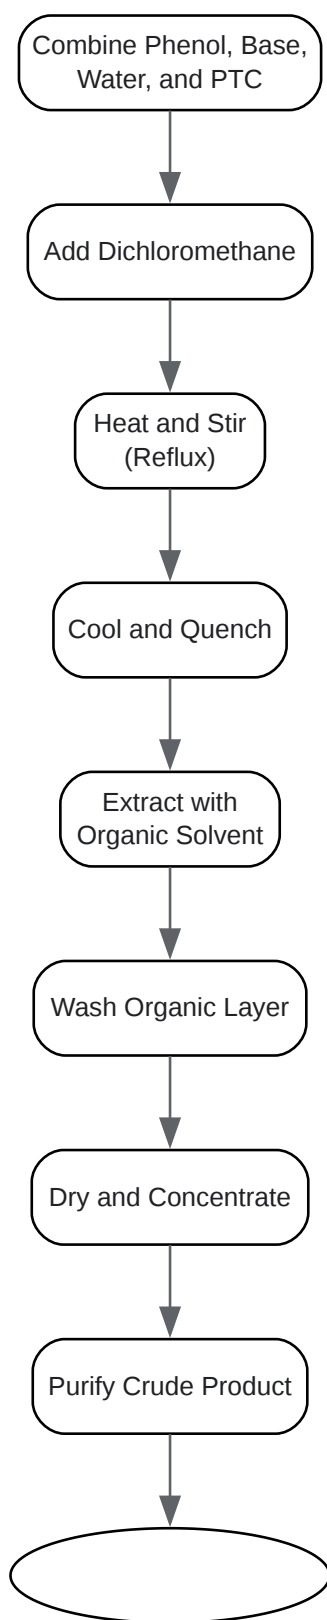 Combine Phenol, Base,
Water, and PTC
Add Dichloromethane
Heat and Stir
(Reflux)
Cool and Quench
Extract with
Organic Solvent
Wash Organic Layer
Dry and Concentrate
Purify Crude Product